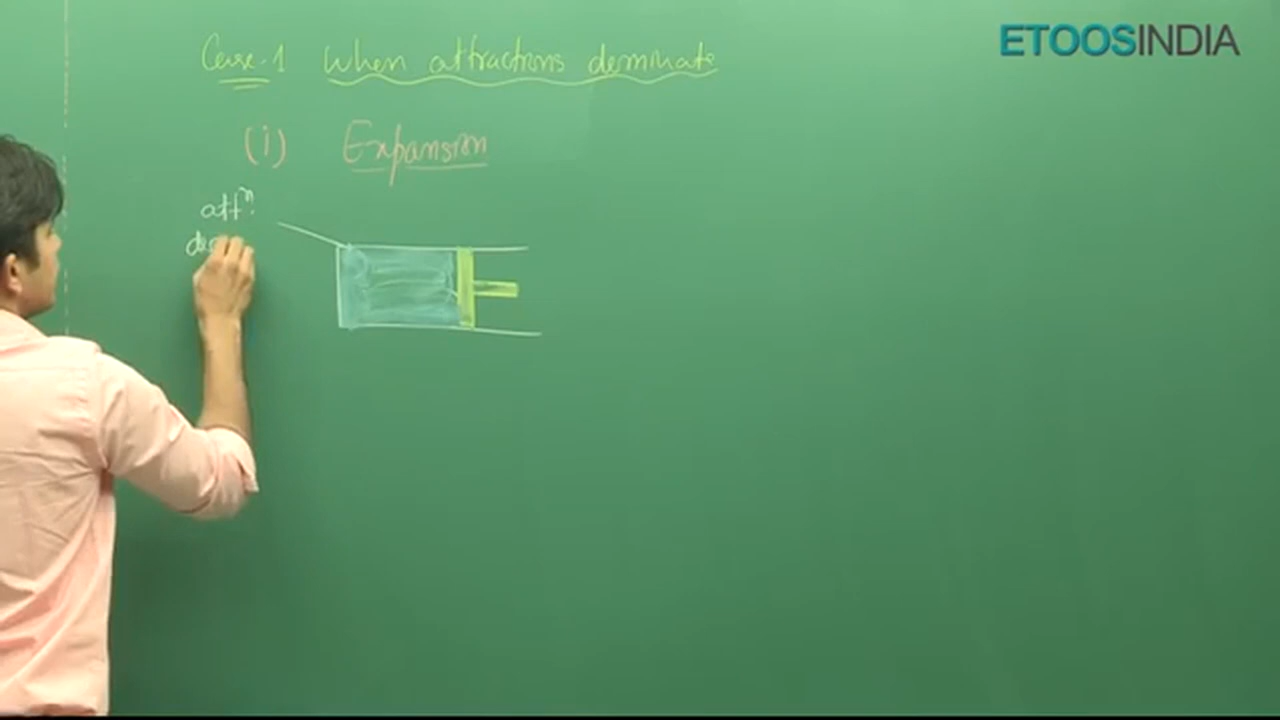 ETOOSINDIA
Case-1 When attractions dominate
(i) Expansion
attⁿ.